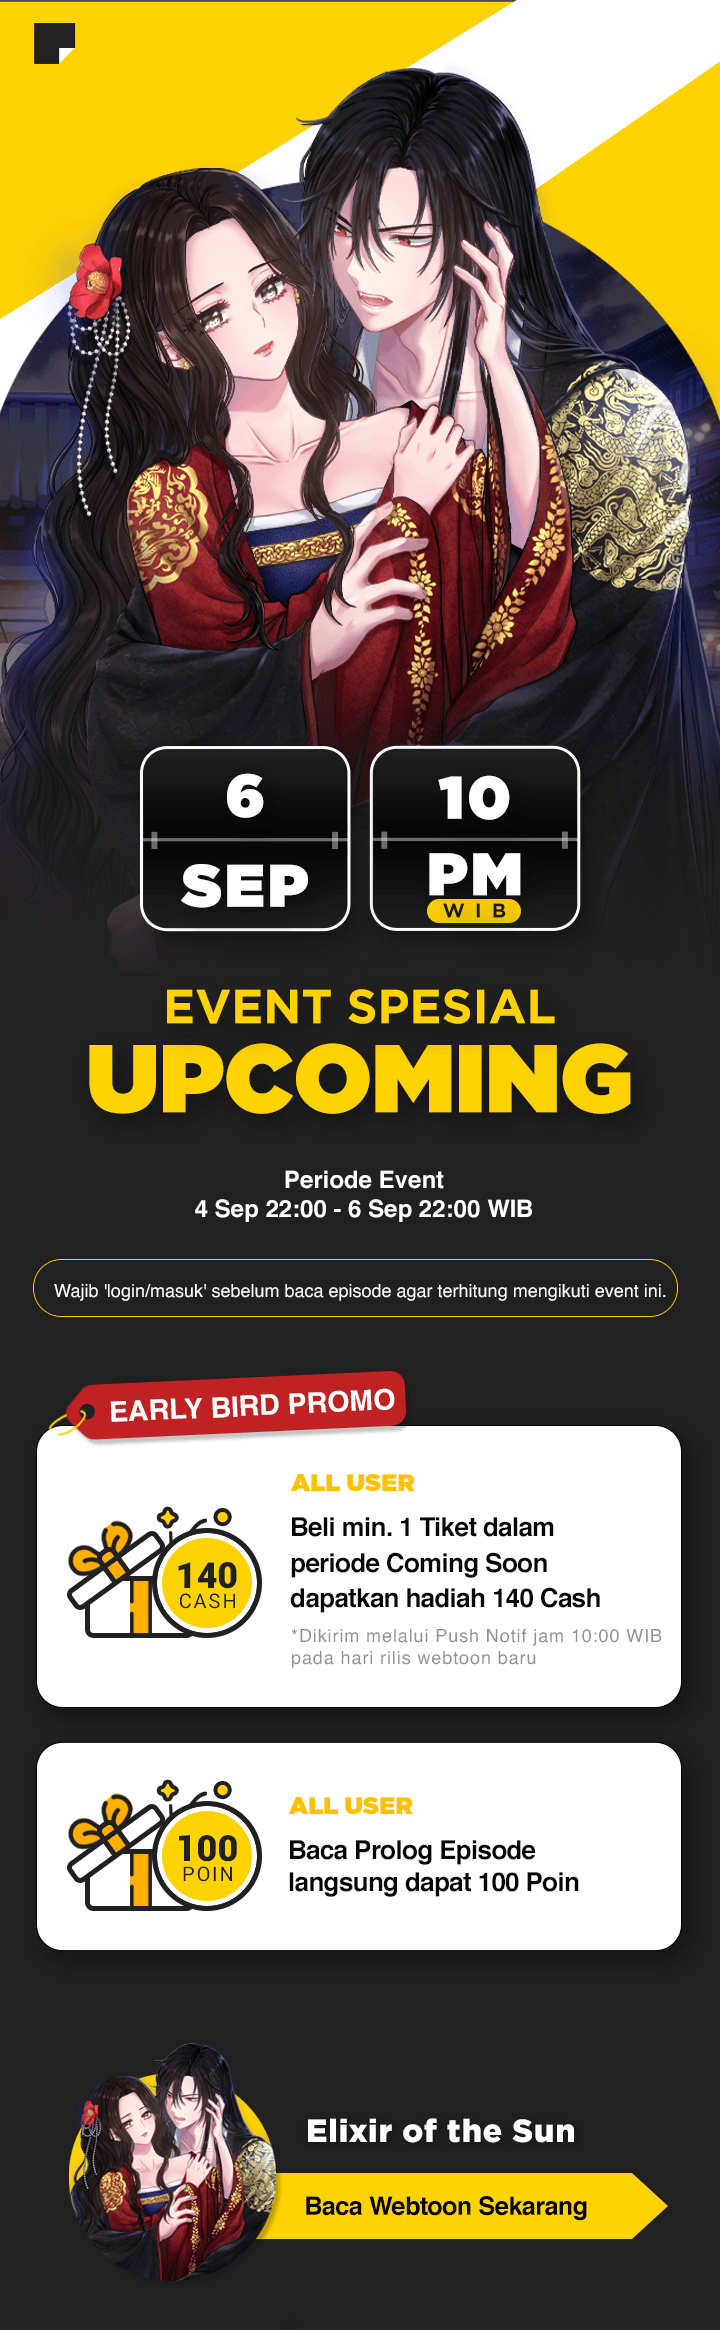 6
SEP
10
PM
WIB
EVENT SPESIAL
UPCOMING
Periode Event
4 Sep 22:00 - 6 Sep 22:00 WIB
Wajib 'login/masuk' sebelum baca episode agar terhitung mengikuti event ini.
EARLY BIRD PROMO
140
CASH
ALL USER
Beli min. 1 Tiket dalam
periode Coming Soon
dapatkan hadiah 140 Cash
*Dikirim melalui Push Notif jam 10:00 WIB
pada hari rilis webtoon baru
100
POIN
ALL USER
Baca Prolog Episode
langsung dapat 100 Poin
Elixir of the Sun
Baca Webtoon Sekarang